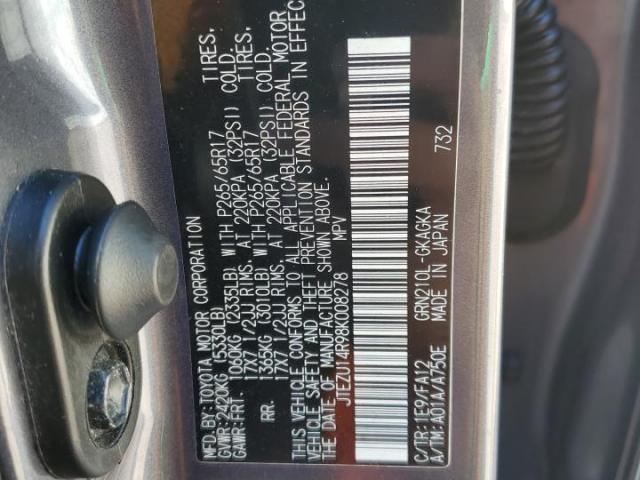 MFD.BY: TOYOTA MOTOR CORPORATION
GVWR: 2420KG (5330LB)
GAWR: FRT. 1060KG (2335LB) WITH P265/65R17 TIRES,
17X7 1/2JJ RIMS, AT 220KPA (32PSI) COLD.
RR. 1365KG (3010LB) WITH P265/65R17 TIRES,
17X7 1/2JJ RIMS, AT 220KPA (32PSI) COLD.
THIS VEHICLE CONFORMS TO ALL APPLICABLE FEDERAL MOTOR
VEHICLE SAFETY AND THEFT PREVENTION STANDARDS IN EFFECT
ON THE DATE OF MANUFACTURE SHOWN ABOVE.
JTEZU14R98K008278 MPV
C/TR: 1E9/FA12 GRN210L -GKAGKA 732
A/TM: A01A/A750E MADE IN JAPAN